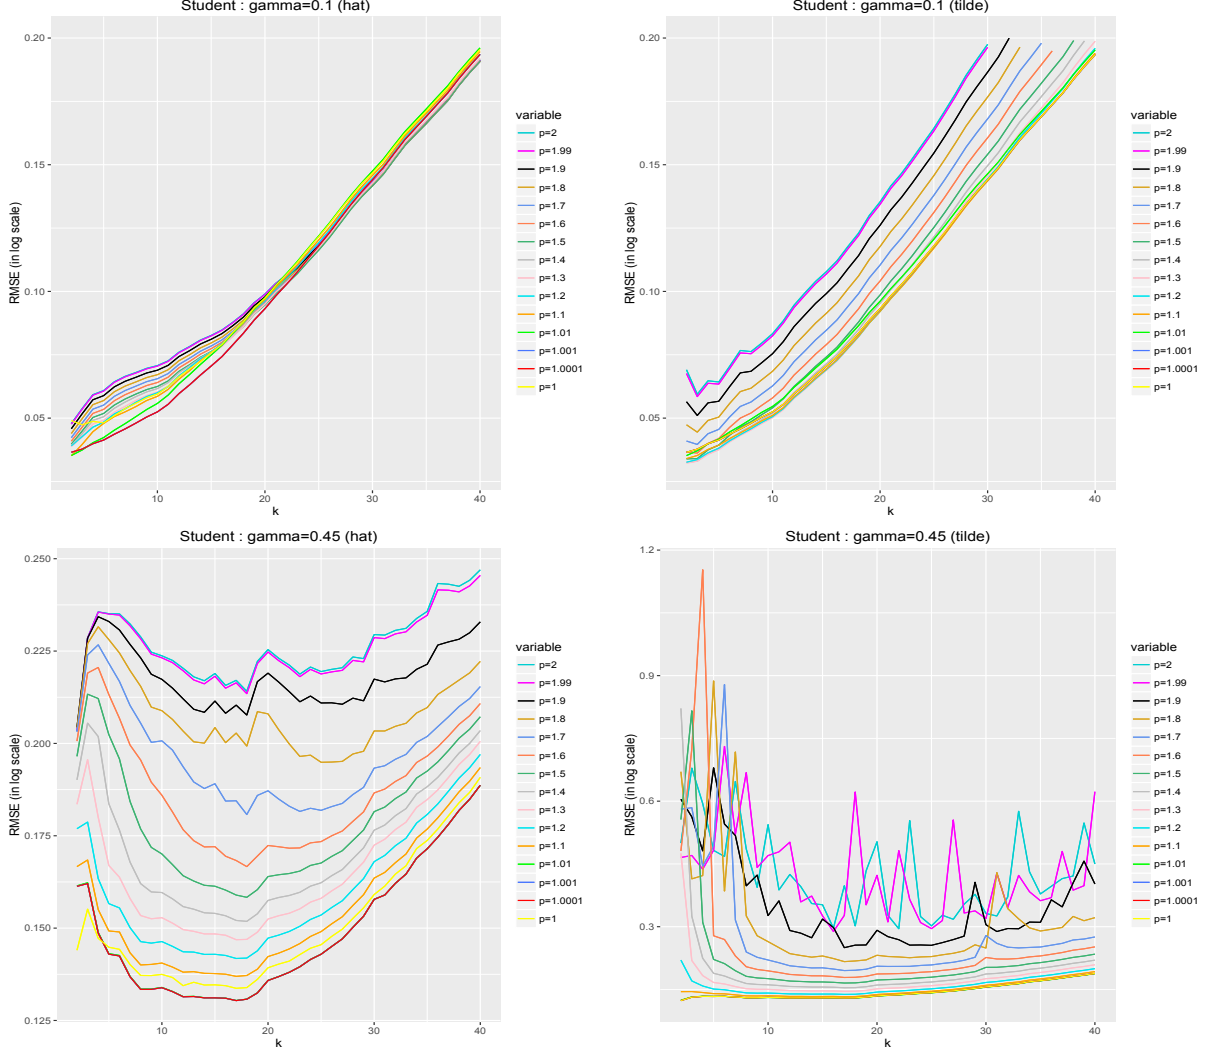 Student : gamma=0.1 (hat)
RMSE (in log scale)
0.20
0.15
0.10
0.05
10 20 30 40
k
variable
p=2
p=1.99
p=1.9
p=1.8
p=1.7
p=1.6
p=1.5
p=1.4
p=1.3
p=1.2
p=1.1
p=1.01
p=1.001
p=1.0001
p=1
Student : gamma=0.1 (tilde)
RMSE (in log scale)
0.20
0.15
0.10
0.05
10 20 30 40
k
variable
p=2
p=1.99
p=1.9
p=1.8
p=1.7
p=1.6
p=1.5
p=1.4
p=1.3
p=1.2
p=1.1
p=1.01
p=1.001
p=1.0001
p=1
Student : gamma=0.45 (hat)
RMSE (in log scale)
0.250
0.225
0.200
0.175
0.150
0.125
10 20 30 40
k
variable
p=2
p=1.99
p=1.9
p=1.8
p=1.7
p=1.6
p=1.5
p=1.4
p=1.3
p=1.2
p=1.1
p=1.01
p=1.001
p=1.0001
p=1
Student : gamma=0.45 (tilde)
RMSE (in log scale)
1.2
0.9
0.6
0.3
10 20 30 40
k
variable
p=2
p=1.99
p=1.9
p=1.8
p=1.7
p=1.6
p=1.5
p=1.4
p=1.3
p=1.2
p=1.1
p=1.01
p=1.001
p=1.0001
p=1